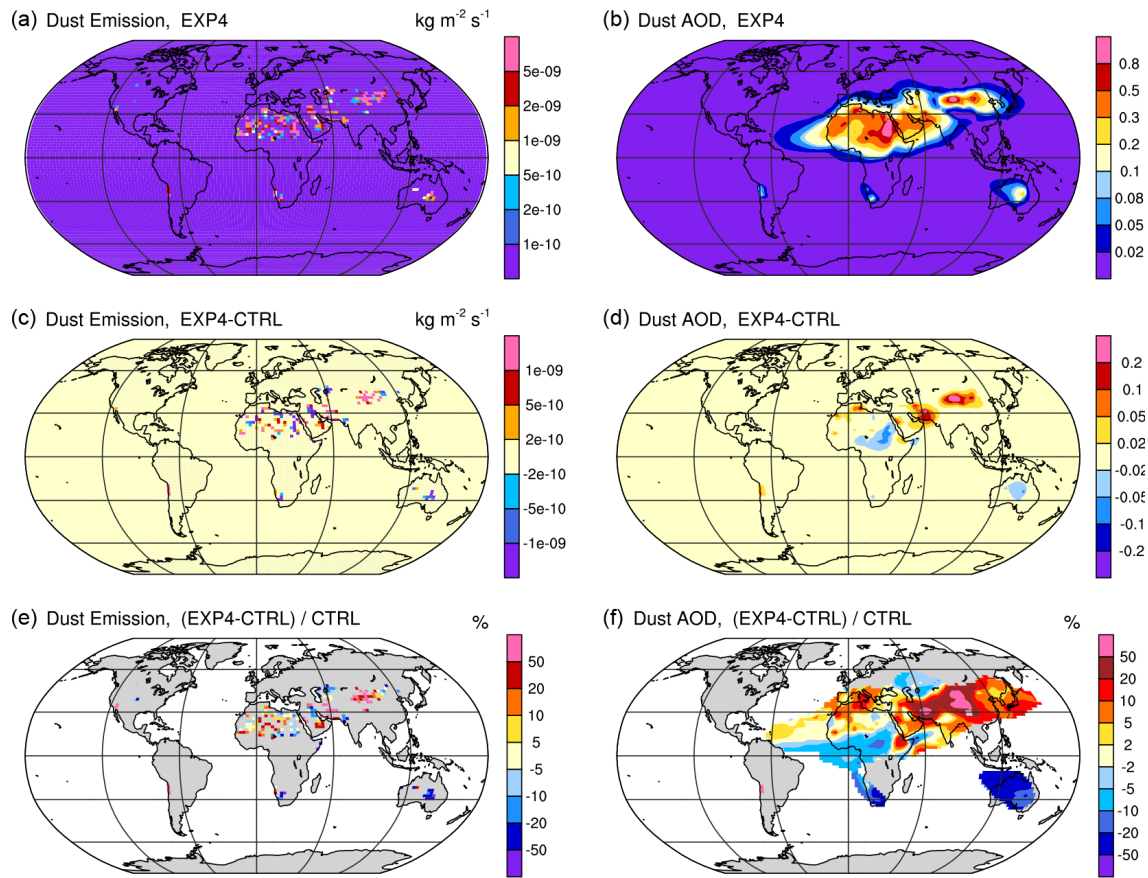 (a) Dust Emission, EXP4 kg m⁻² s⁻¹
5e-09
2e-09
1e-09
5e-10
2e-10
1e-10
(b) Dust AOD, EXP4
0.8
0.5
0.3
0.2
0.1
0.08
0.05
0.02
(c) Dust Emission, EXP4-CTRL kg m⁻² s⁻¹
1e-09
5e-10
2e-10
-2e-10
-5e-10
-1e-09
(d) Dust AOD, EXP4-CTRL
0.2
0.1
0.05
0.02
-0.02
-0.05
-0.1
-0.2
(e) Dust Emission, (EXP4-CTRL) / CTRL %
50
20
10
5
-5
-10
-20
-50
(f) Dust AOD, (EXP4-CTRL) / CTRL %
50
20
10
5
2
-2
-5
-10
-20
-50